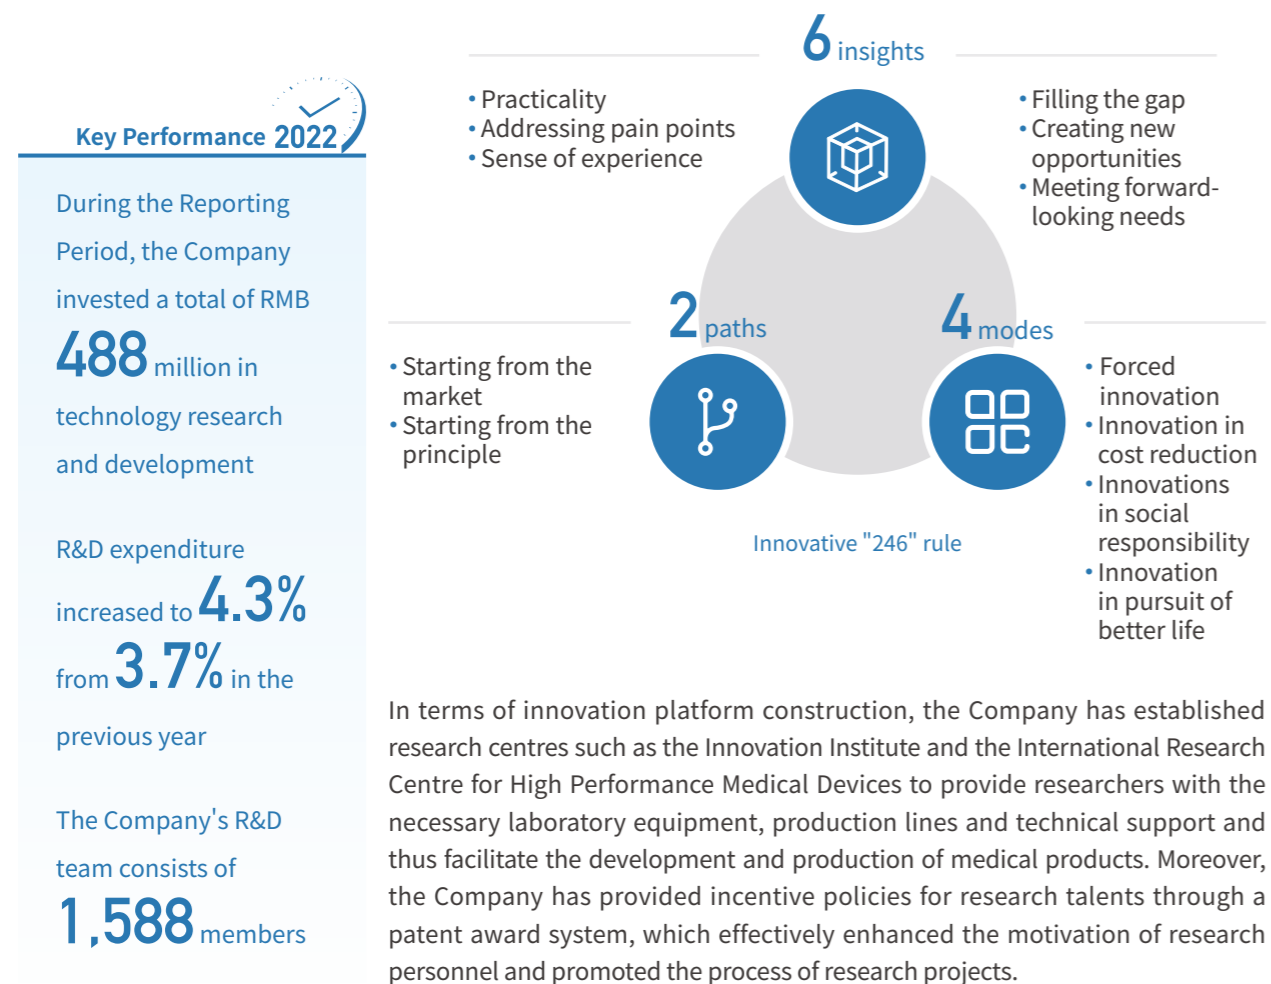 Key Performance 2022
During the Reporting
Period, the Company
invested a total of RMB
488 million in
technology research
and development
R&D expenditure
increased to 4.3%
from 3.7% in the
previous year
The Company's R&D
team consists of
1,588 members
6 insights
• Practicality
• Addressing pain points
• Sense of experience
• Filling the gap
• Creating new
opportunities
• Meeting forward-
looking needs
2 paths
• Starting from the
market
• Starting from the
principle
4 modes
• Forced
innovation
• Innovation in
cost reduction
• Innovations
in social
responsibility
• Innovation
in pursuit of
better life
Innovative "246" rule
In terms of innovation platform construction, the Company has established
research centres such as the Innovation Institute and the International Research
Centre for High Performance Medical Devices to provide researchers with the
necessary laboratory equipment, production lines and technical support and
thus facilitate the development and production of medical products. Moreover,
the Company has provided incentive policies for research talents through a
patent award system, which effectively enhanced the motivation of research
personnel and promoted the process of research projects.